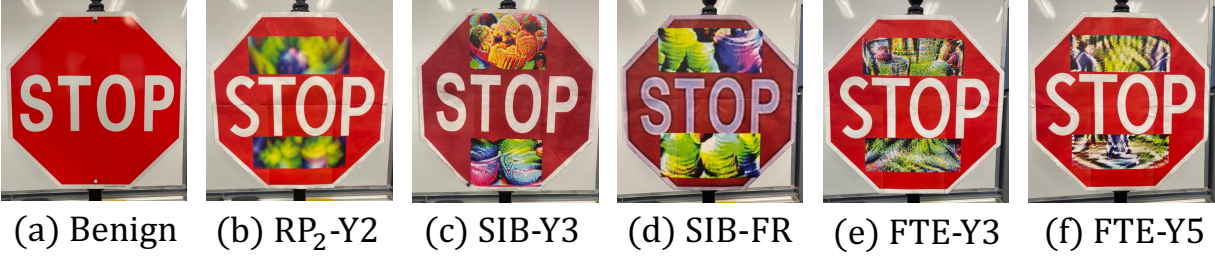 STOP STOP STOP STOP STOP STOP
(a) Benign (b) RP₂-Y2 (c) SIB-Y3 (d) SIB-FR (e) FTE-Y3 (f) FTE-Y5